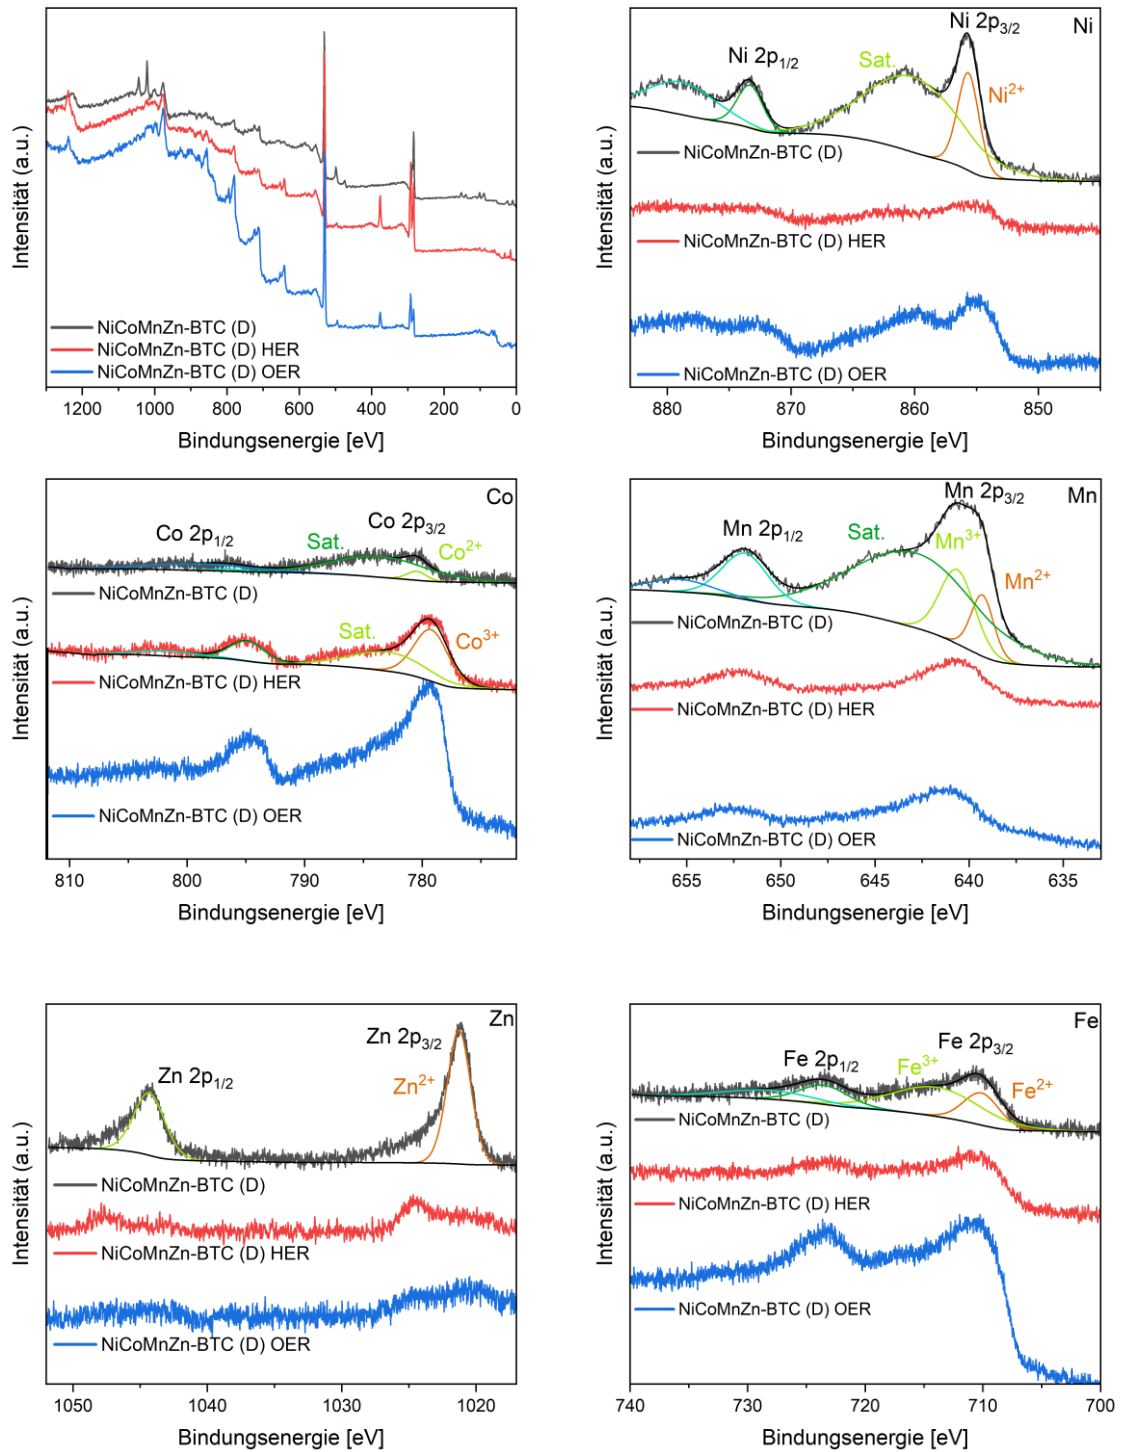 Intensität (a.u.)
NiCoMnZn-BTC (D)
NiCoMnZn-BTC (D) HER
NiCoMnZn-BTC (D) OER
1200 1000 800 600 400 200 0
Bindungsenergie [eV]
Ni
Ni 2p3/2
Ni 2p1/2
Sat.
Ni2+
Intensität (a.u.)
NiCoMnZn-BTC (D)
NiCoMnZn-BTC (D) HER
NiCoMnZn-BTC (D) OER
880 870 860 850
Bindungsenergie [eV]
Co
Co 2p3/2
Co 2p1/2
Sat.
Co2+
Intensität (a.u.)
NiCoMnZn-BTC (D)
Sat.
Co3+
NiCoMnZn-BTC (D) HER
NiCoMnZn-BTC (D) OER
810 800 790 780
Bindungsenergie [eV]
Mn
Mn 2p3/2
Mn 2p1/2
Sat.
Mn3+
Mn2+
Intensität (a.u.)
NiCoMnZn-BTC (D)
NiCoMnZn-BTC (D) HER
NiCoMnZn-BTC (D) OER
655 650 645 640 635
Bindungsenergie [eV]
Zn
Zn 2p3/2
Zn 2p1/2
Zn2+
Intensität (a.u.)
NiCoMnZn-BTC (D)
NiCoMnZn-BTC (D) HER
NiCoMnZn-BTC (D) OER
1050 1040 1030 1020
Bindungsenergie [eV]
Fe
Fe 2p3/2
Fe 2p1/2
Fe3+
Fe2+
Intensität (a.u.)
NiCoMnZn-BTC (D)
NiCoMnZn-BTC (D) HER
NiCoMnZn-BTC (D) OER
740 730 720 710 700
Bindungsenergie [eV]